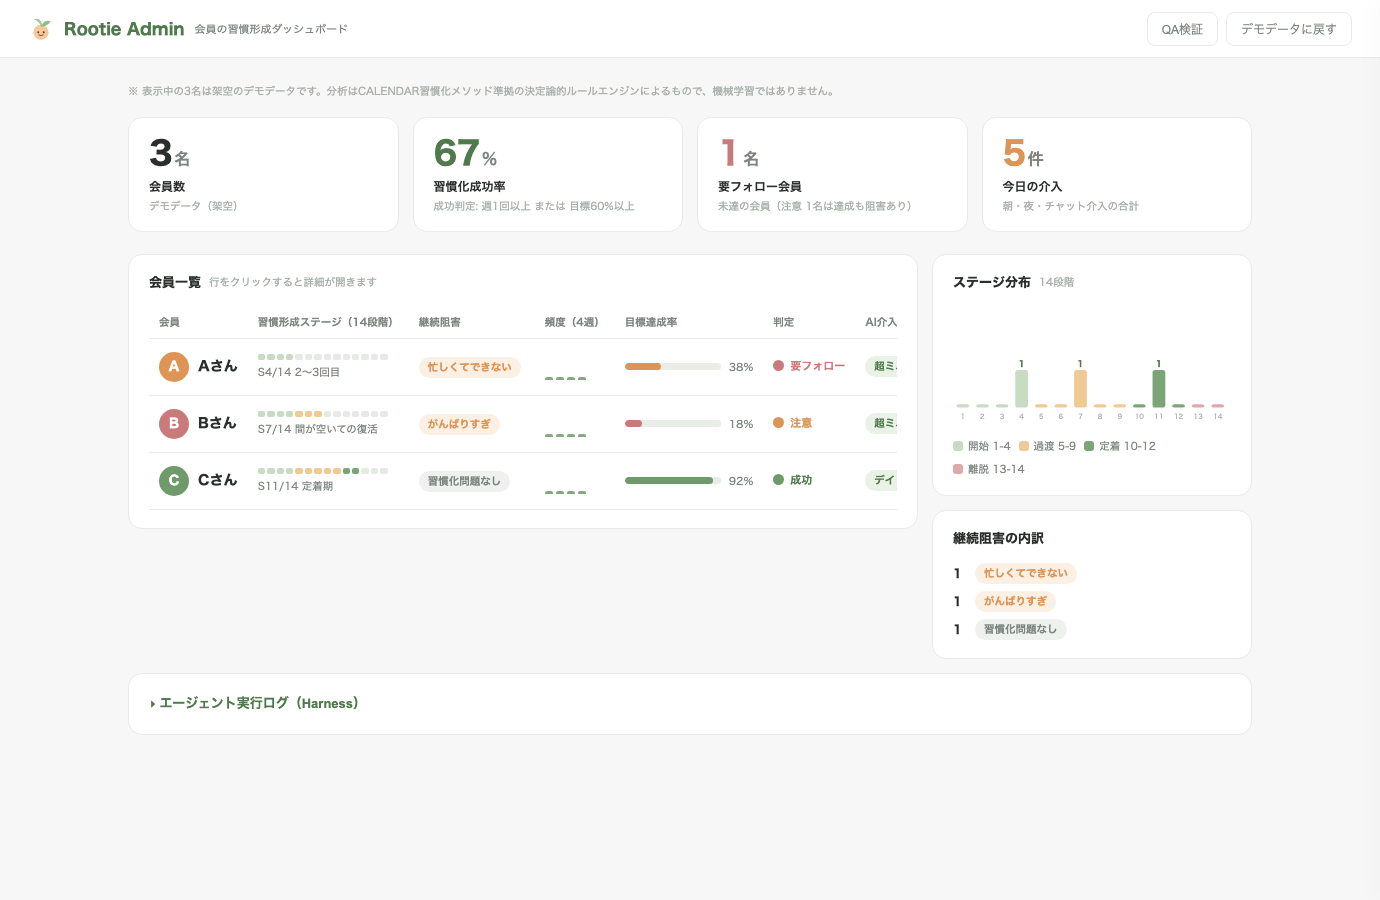 Rootie Admin 会員の習慣形成ダッシュボード
QA検証
デモデータに戻す
※ 表示中の3名は架空のデモデータです。分析はCALENDAR習慣化メソッド準拠の決定論的ルールエンジンによるもので、機械学習ではありません。
3名
会員数
デモデータ（架空）
67%
習慣化成功率
成功判定: 週1回以上 または 目標60%以上
1 名
要フォロー会員
未達の会員（注意 1名は達成も阻害あり）
5件
今日の介入
朝・夜・チャット介入の合計
会員一覧 行をクリックすると詳細が開きます
会員 習慣形成ステージ（14段階） 継続阻害 頻度（4週） 目標達成率 判定 AI介入
A Aさん S4/14 2〜3回目 忙しくてできない 38% 要フォロー 超ミ
B Bさん S7/14 間が空いての復活 がんばりすぎ 18% 注意 超ミ
C Cさん S11/14 定着期 習慣化問題なし 92% 成功 デイ
ステージ分布 14段階
1 1 1
1 2 3 4 5 6 7 8 9 10 11 12 13 14
開始 1-4 過渡 5-9 定着 10-12
離脱 13-14
継続阻害の内訳
1 忙しくてできない
1 がんばりすぎ
1 習慣化問題なし
エージェント実行ログ（Harness）